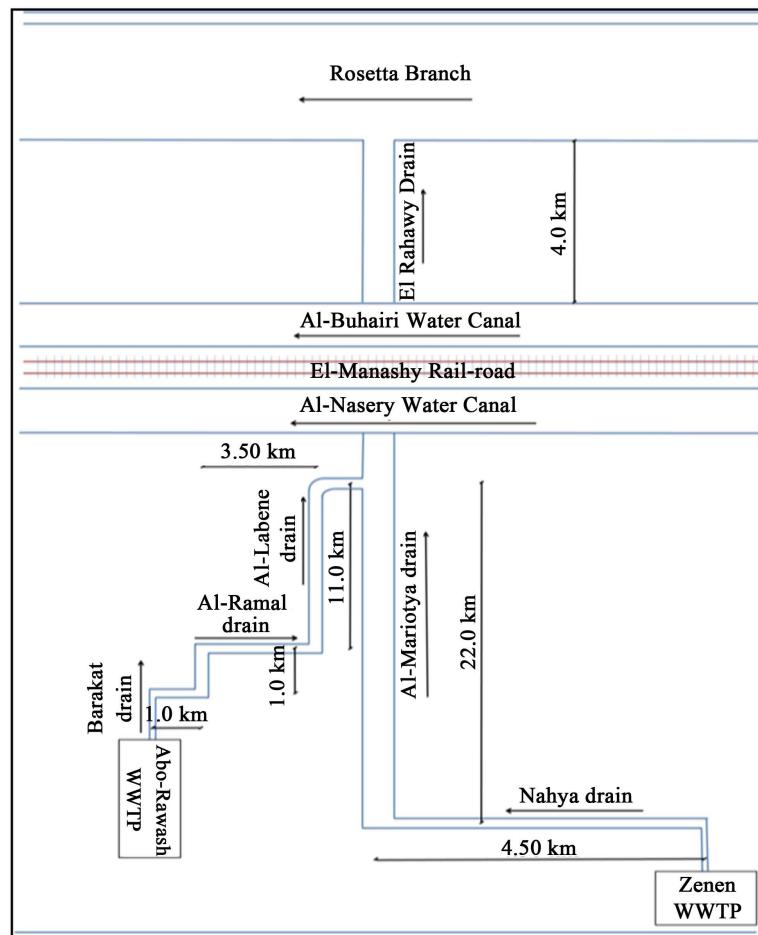 Rosetta Branch
El Rahawy Drain
4.0 km
Al-Buhairi Water Canal
El-Manashy Rail-road
Al-Nasery Water Canal
3.50 km
Al-Labene
drain
11.0 km
Al-Mariotya drain
22.0 km
Al-Ramal
drain
1.0 km
Barakat
drain
1.0 km
Abo-Rawash
WWTP
Nahya drain
4.50 km
Zenen
WWTP